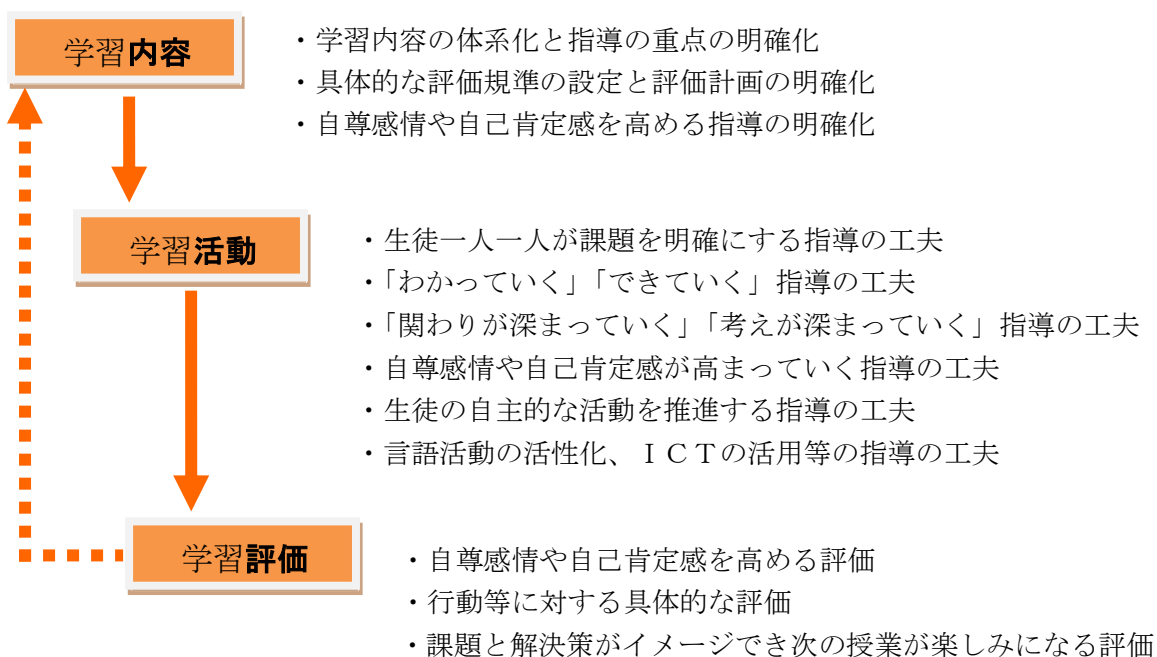 学習内容
・学習内容の体系化と指導の重点の明確化
・具体的な評価規準の設定と評価計画の明確化
・自尊感情や自己肯定感を高める指導の明確化
学習活動
・生徒一人一人が課題を明確にする指導の工夫
・「わかっていく」「できていく」指導の工夫
・「関わりが深まっていく」「考えが深まっていく」指導の工夫
・自尊感情や自己肯定感が高まっていく指導の工夫
・生徒の自主的な活動を推進する指導の工夫
・言語活動の活性化、ＩＣＴの活用等の指導の工夫
学習評価
・自尊感情や自己肯定感を高める評価
・行動等に対する具体的な評価
・課題と解決策がイメージでき次の授業が楽しみになる評価